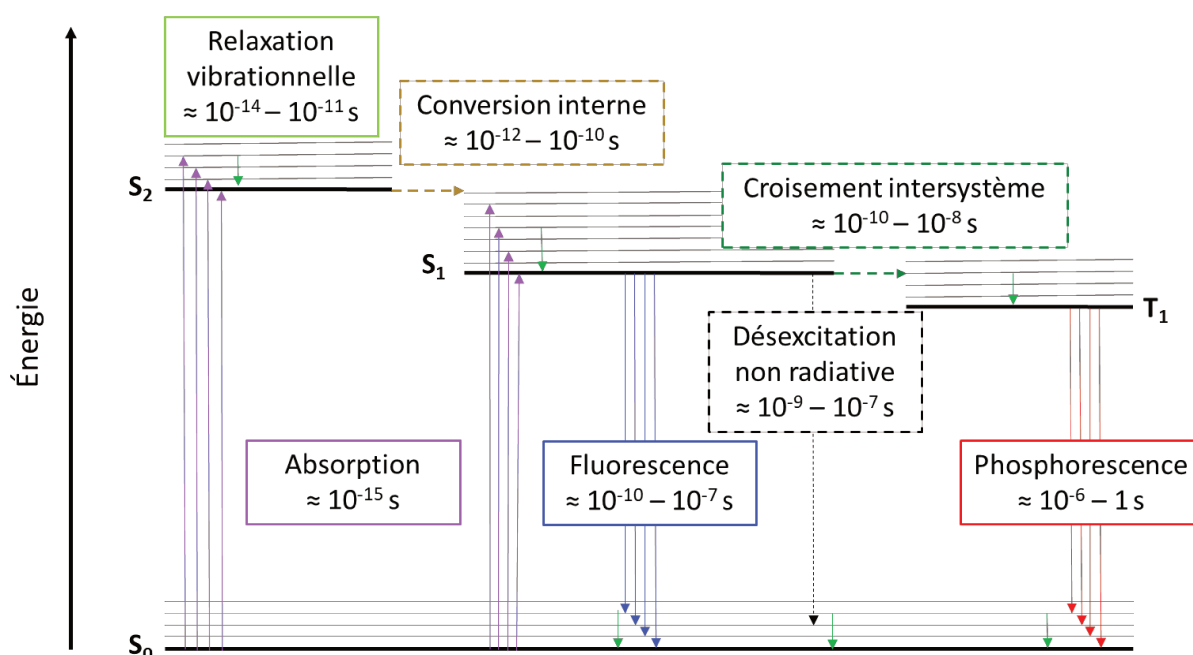 Relaxation
vibrationnelle
≈ 10⁻¹⁴ – 10⁻¹¹ s
Conversion interne
≈ 10⁻¹² – 10⁻¹⁰ s
S₂
Croisement intersystème
≈ 10⁻¹⁰ – 10⁻⁸ s
S₁
T₁
Énergie
Désexcitation
non radiative
≈ 10⁻⁹ – 10⁻⁷ s
Absorption
≈ 10⁻¹⁵ s
Fluorescence
≈ 10⁻¹⁰ – 10⁻⁷ s
Phosphorescence
≈ 10⁻⁶ – 1 s
S₀